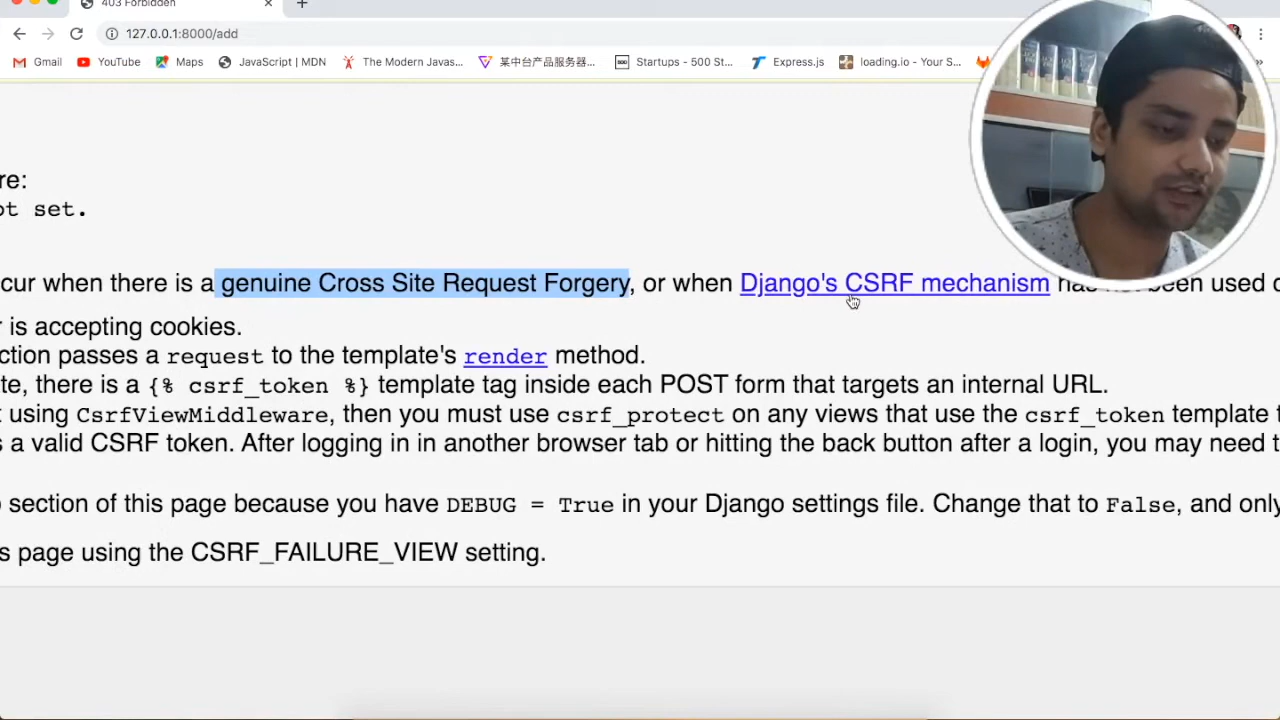 403 Forbidden
127.0.0.1:8000/add
Gmail YouTube Maps JavaScript | MDN The Modern Javas... 某中台产品服务器... Startups - 500 St... Express.js loading.io - Your S... »
re:
ot set.
cur when there is a genuine Cross Site Request Forgery, or when Django's CSRF mechanism has not been used
r is accepting cookies.
ction passes a request to the template's render method.
te, there is a {% csrf_token %} template tag inside each POST form that targets an internal URL.
t using CsrfViewMiddleware, then you must use csrf_protect on any views that use the csrf_token template t
s a valid CSRF token. After logging in in another browser tab or hitting the back button after a login, you may need t
p section of this page because you have DEBUG = True in your Django settings file. Change that to False, and only
s page using the CSRF_FAILURE_VIEW setting.